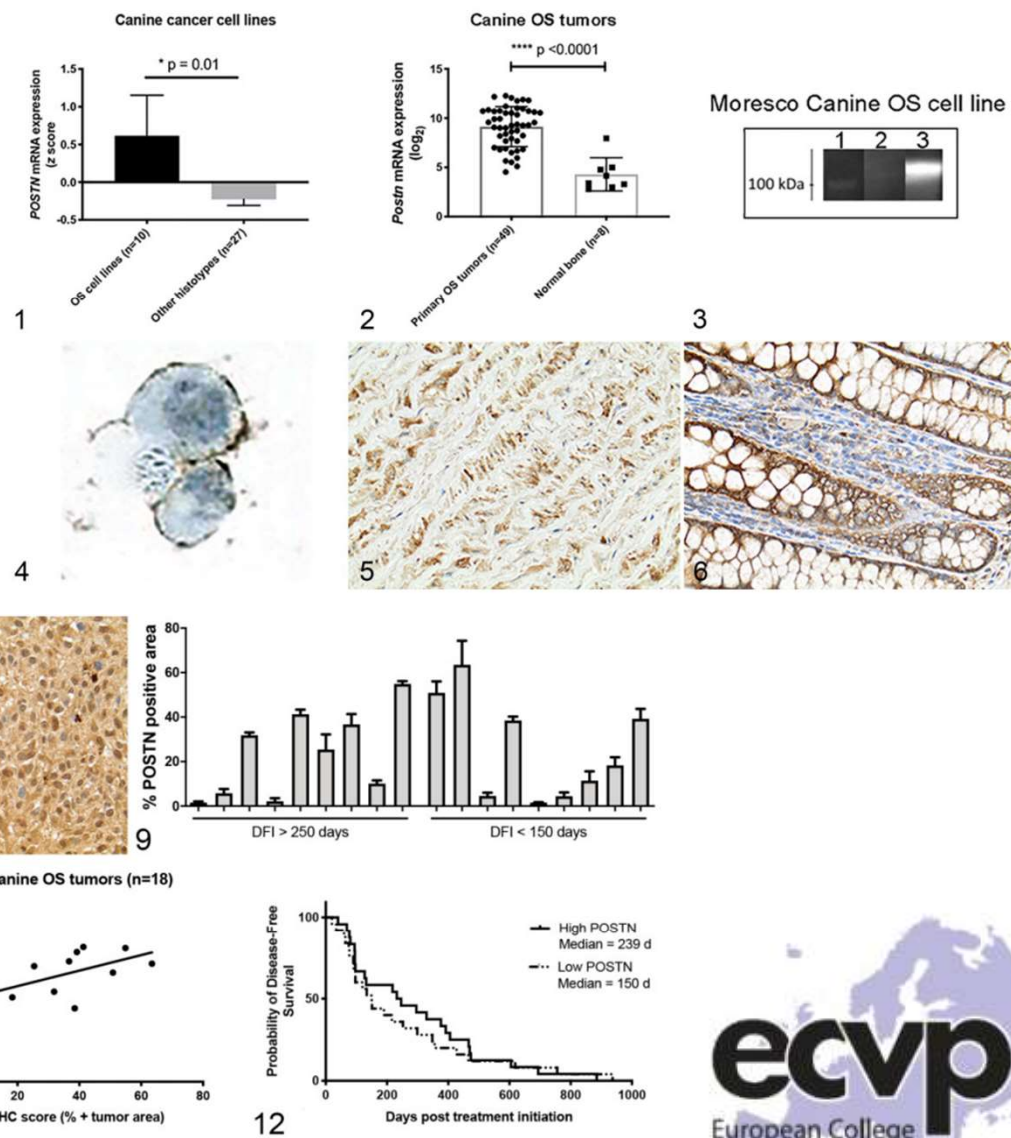 Canine cancer cell lines
* p = 0.01
POSTN mRNA expression
(z score
1.5
1.0
0.5
0.0
-0.5
OS cell lines (n=10)
Other histotypes (n=27)
1
Canine OS tumors
**** p <0.0001
Postn mRNA expression
(log2)
15
10
5
0
Primary OS tumors (n=49)
Normal bone (n=8)
2
Moresco Canine OS cell line
1 2 3
100 kDa
3
4
5
6
% POSTN positive area
80
60
40
20
0
DFI > 250 days
DFI < 150 days
9
anine OS tumors (n=18)
20 40 60 80
HC score (% + tumor area)
Probability of Disease-Free
Survival
100
50
0
High POSTN
Median = 239 d
Low POSTN
Median = 150 d
0 200 400 600 800 1000
Days post treatment initiation
12
ecvp
European College